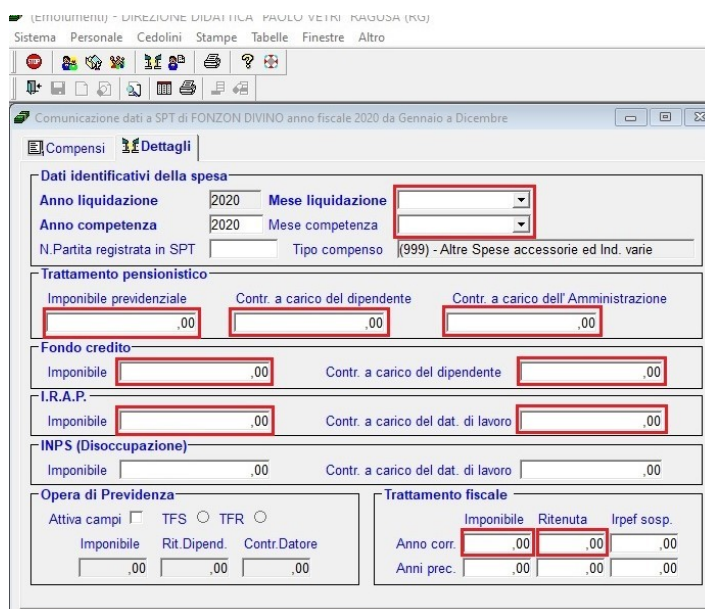 (Emolumenti) - DIREZIONE DIDATTICA "PAOLO VETRI" RAGUSA (RG)
Sistema Personale Cedolini Stampe Tabelle Finestre Altro
STOP
Comunicazione dati a SPT di FONZON DIVINO anno fiscale 2020 da Gennaio a Dicembre
Compensi Dettagli
Dati identificativi della spesa
Anno liquidazione 2020 Mese liquidazione
Anno competenza 2020 Mese competenza
N.Partita registrata in SPT Tipo compenso (999) - Altre Spese accessorie ed Ind. varie
Trattamento pensionistico
Imponibile previdenziale Contr. a carico del dipendente Contr. a carico dell'Amministrazione
,00 ,00 ,00
Fondo credito
Imponibile ,00 Contr. a carico del dipendente ,00
I.R.A.P.
Imponibile ,00 Contr. a carico del dat. di lavoro ,00
INPS (Disoccupazione)
Imponibile ,00 Contr. a carico del dat. di lavoro ,00
Opera di Previdenza
Attiva campi TFS TFR
Imponibile Rit.Dipend. Contr.Datore
,00 ,00 ,00
Trattamento fiscale
Imponibile Ritenuta Irpef sosp.
Anno corr. ,00 ,00 ,00
Anni prec. ,00 ,00 ,00